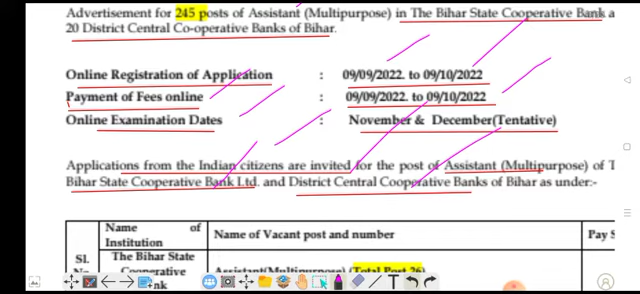 Advertisement for 245 posts of Assistant (Multipurpose) in The Bihar State Cooperative Bank a
20 District Central Co-operative Banks of Bihar.
Online Registration of Application : 09/09/2022. to 09/10/2022
Payment of Fees online : 09/09/2022. to 09/10/2022
Online Examination Dates : November & December(Tentative)
Applications from the Indian citizens are invited for the post of Assistant (Multipurpose) of T
Bihar State Cooperative Bank Ltd. and District Central Cooperative Banks of Bihar as under:-
Sl.
Name of Institution
Name of Vacant post and number
Pay S
The Bihar State Cooperative
Assistant(Multipurpose) (Total Post 26)